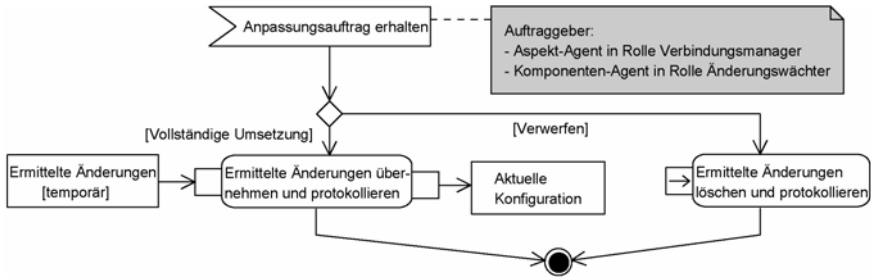 Anpassungsauftrag erhalten
Auftraggeber:
- Aspekt-Agent in Rolle Verbindungsmanager
- Komponenten-Agent in Rolle Änderungswächter
[Vollständige Umsetzung]
[Verwerfen]
Ermittelte Änderungen
[temporär]
Ermittelte Änderungen über-
nehmen und protokollieren
Aktuelle
Konfiguration
Ermittelte Änderungen
löschen und protokollieren